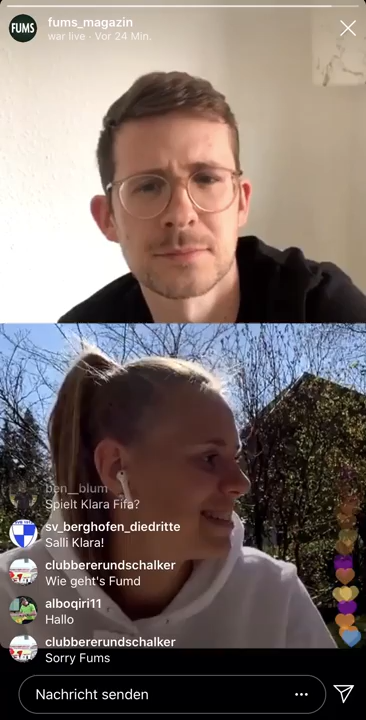 FUMS
fums_magazin
war live · Vor 24 Min.
ben__blum
Spielt Klara Fifa?
sv_berghofen_diedritte
Salli Klara!
clubbererundschalker
Wie geht's Fumd
alboqiri11
Hallo
clubbererundschalker
Sorry Fums
Nachricht senden